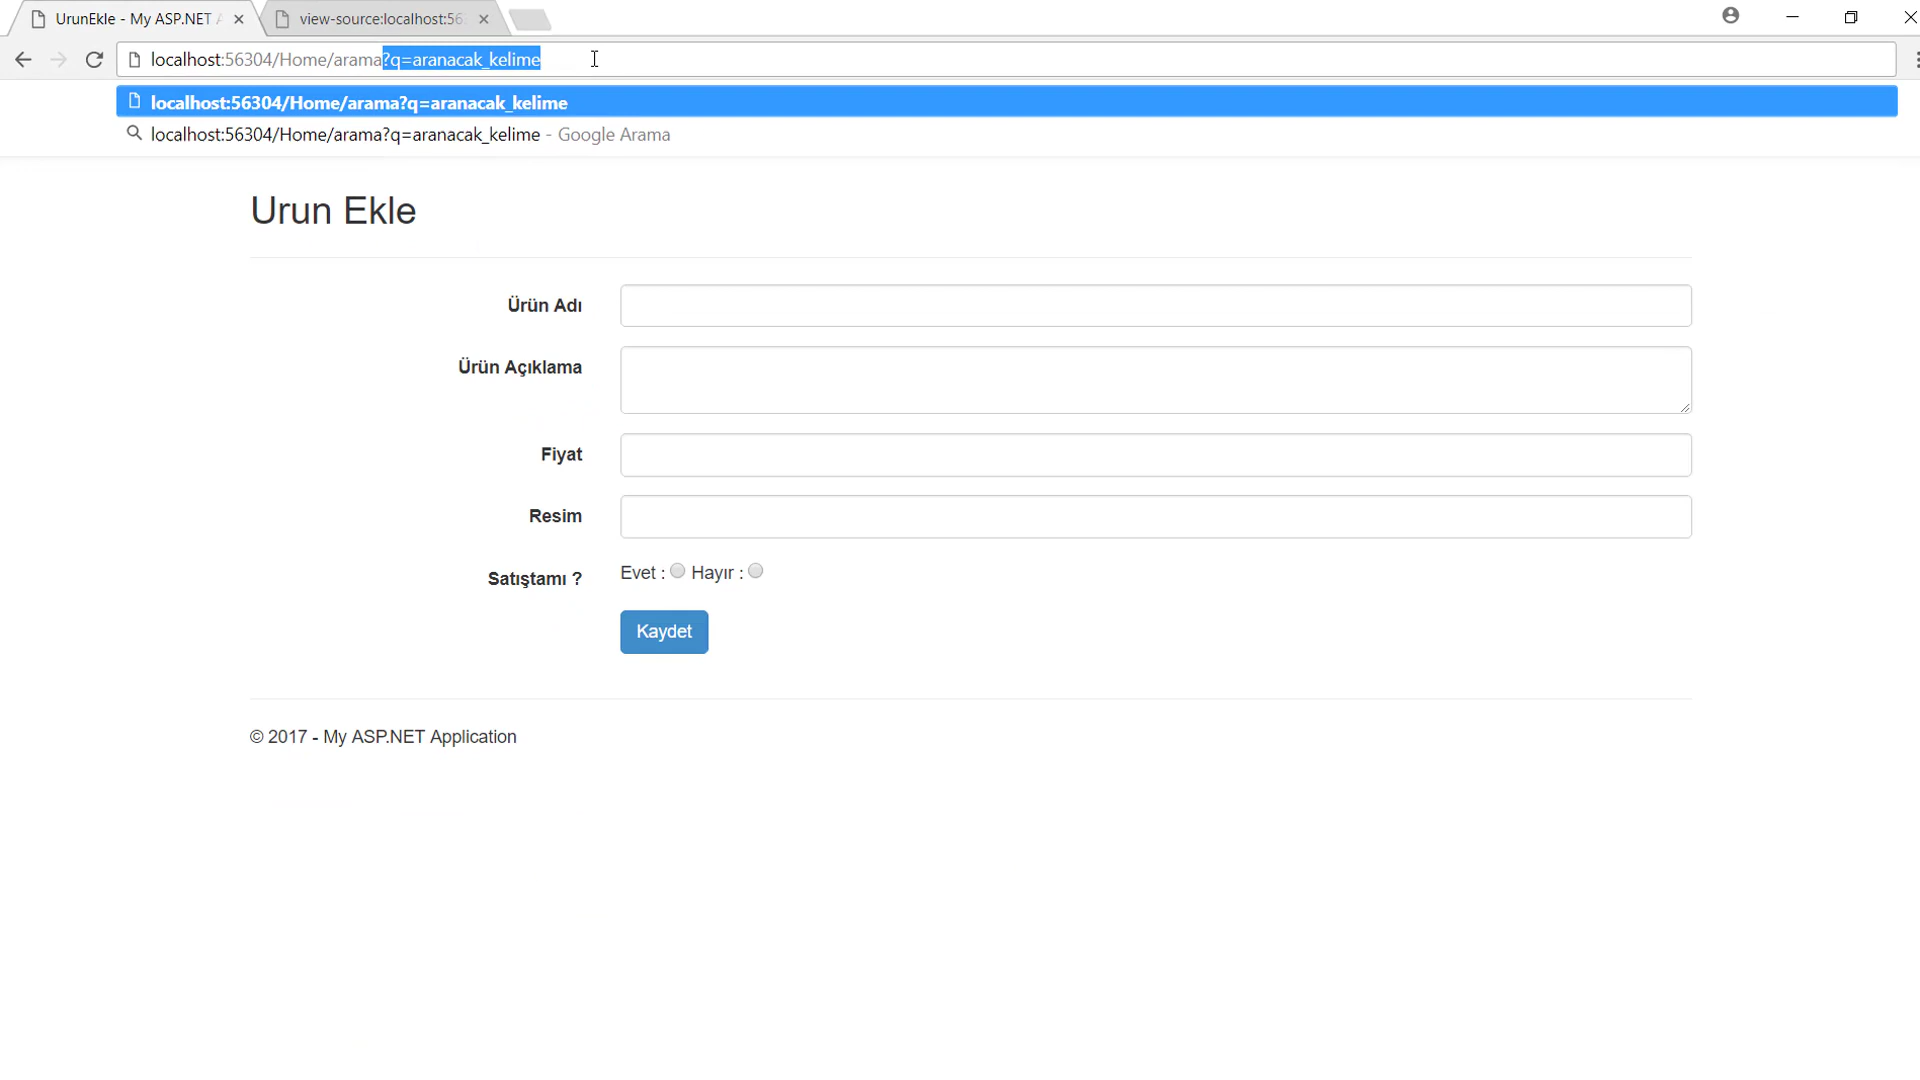 UrunEkle - My ASP.NET
view-source:localhost:56
localhost:56304/Home/arama?q=aranacak_kelime
localhost:56304/Home/arama?q=aranacak_kelime
localhost:56304/Home/arama?q=aranacak_kelime - Google Arama
Urun Ekle
Ürün Adı
Ürün Açıklama
Fiyat
Resim
Satıştamı ? Evet : Hayır :
Kaydet
© 2017 - My ASP.NET Application